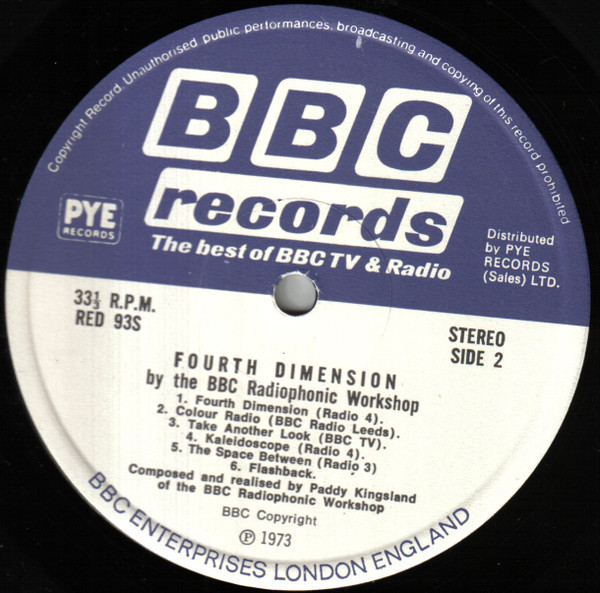 Copyright Record. Unauthorised public performances, broadcasting and copying of this record prohibited
BBC
records
The best of BBC TV & Radio
PYE
RECORDS
Distributed
by PYE
RECORDS
(Sales) LTD.
33⅓ R.P.M.
RED 93S
STEREO
SIDE 2
FOURTH DIMENSION
by the BBC Radiophonic Workshop
1. Fourth Dimension (Radio 4).
2. Colour Radio (BBC Radio Leeds).
3. Take Another Look (BBC TV).
4. Kaleidoscope (Radio 4).
5. The Space Between (Radio 3)
6. Flashback.
Composed and realised by Paddy Kingsland
of the BBC Radiophonic Workshop
BBC Copyright
℗ 1973
BBC ENTERPRISES LONDON ENGLAND